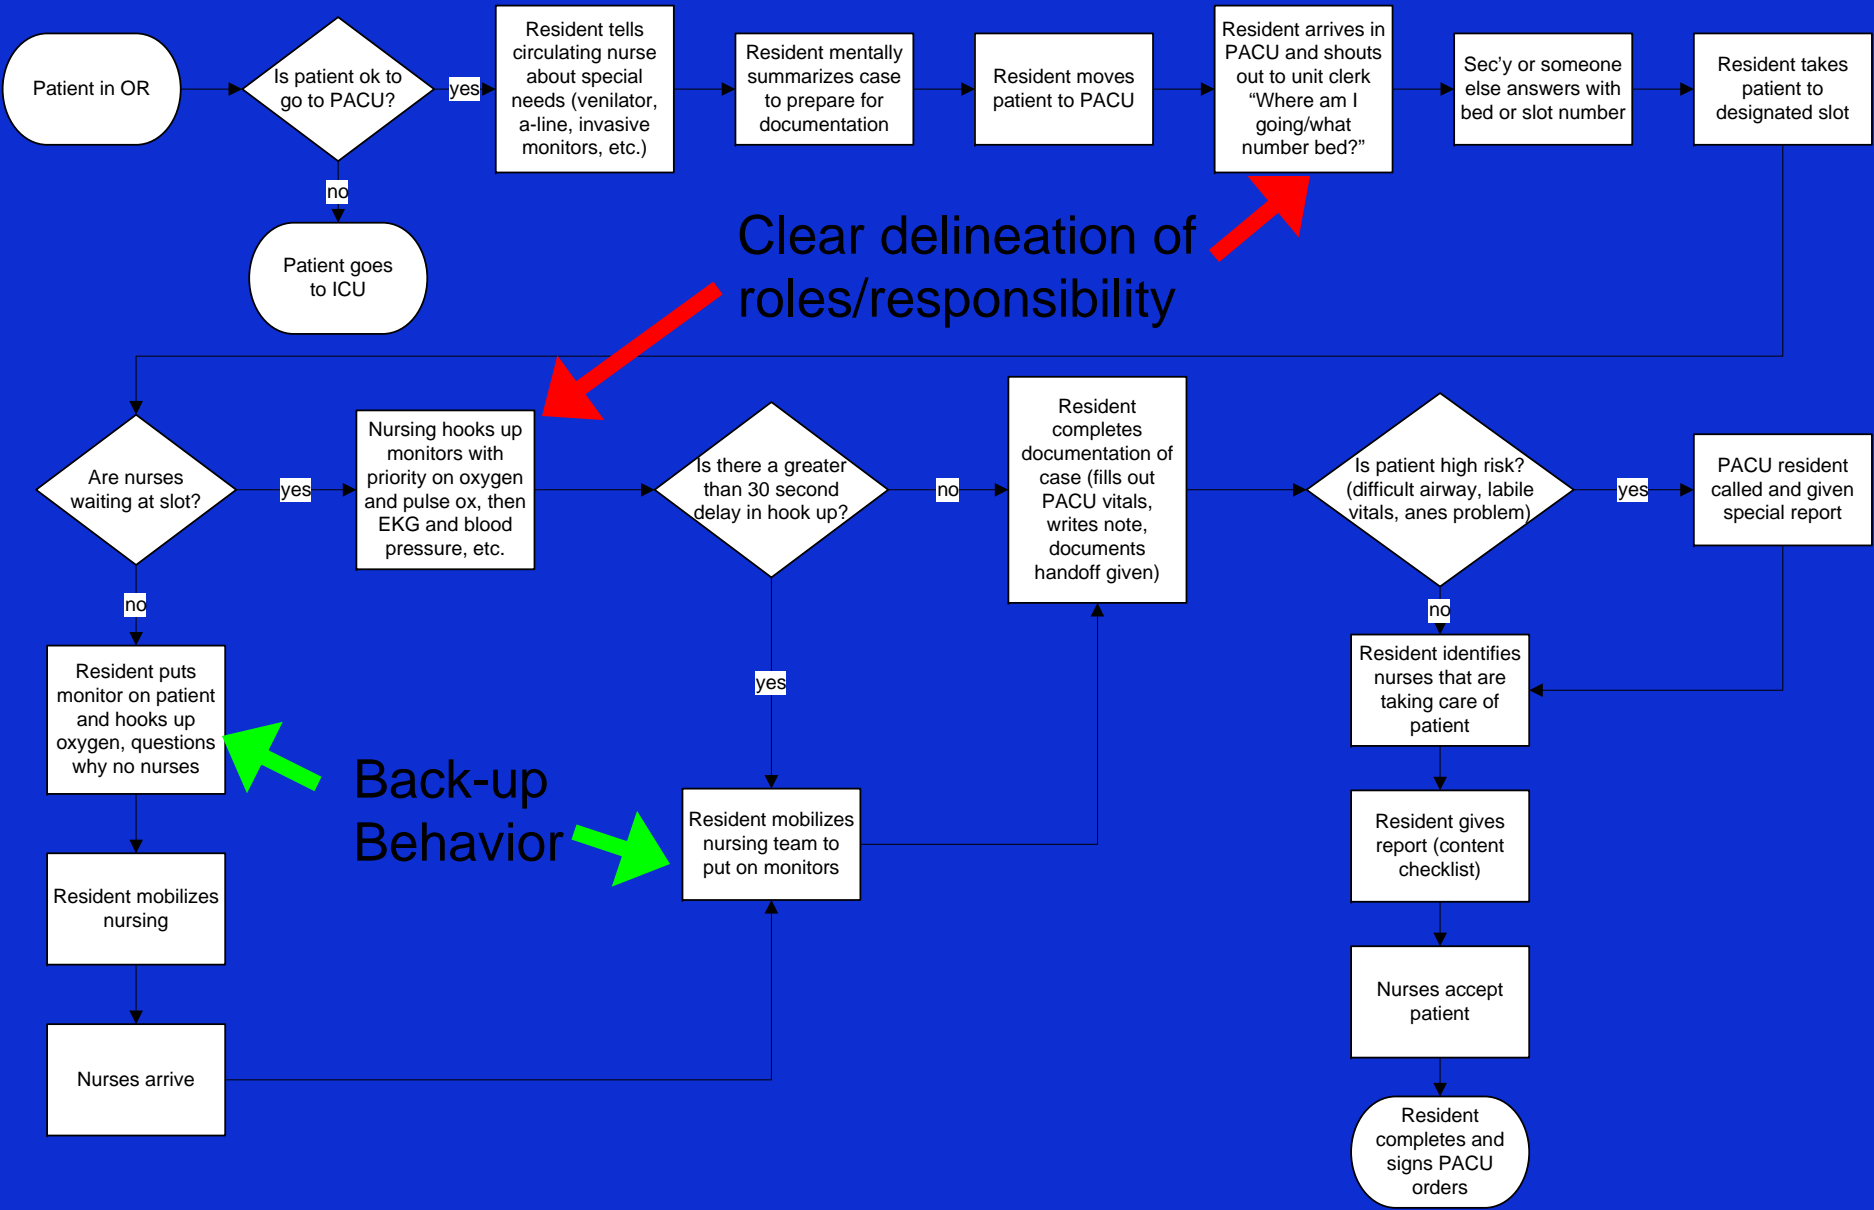 Patient in OR
Is patient ok to
go to PACU?
yes
no
Patient goes
to ICU
Resident tells
circulating nurse
about special
needs (venilator,
a-line, invasive
monitors, etc.)
Resident mentally
summarizes case
to prepare for
documentation
Resident moves
patient to PACU
Resident arrives in
PACU and shouts
out to unit clerk
“Where am I
going/what
number bed?”
Sec’y or someone
else answers with
bed or slot number
Resident takes
patient to
designated slot
Clear delineation of
roles/responsibility
Are nurses
waiting at slot?
yes
no
Nursing hooks up
monitors with
priority on oxygen
and pulse ox, then
EKG and blood
pressure, etc.
Is there a greater
than 30 second
delay in hook up?
no
yes
Resident
completes
documentation of
case (fills out
PACU vitals,
writes note,
documents
handoff given)
Is patient high risk?
(difficult airway, labile
vitals, anes problem)
yes
no
PACU resident
called and given
special report
Resident puts
monitor on patient
and hooks up
oxygen, questions
why no nurses
Back-up
Behavior
Resident mobilizes
nursing team to
put on monitors
Resident mobilizes
nursing
Nurses arrive
Resident identifies
nurses that are
taking care of
patient
Resident gives
report (content
checklist)
Nurses accept
patient
Resident
completes and
signs PACU
orders